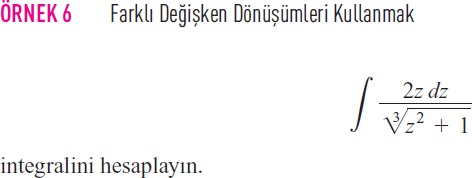 ÖRNEK 6 Farklı Değişken Dönüşümleri Kullanmak
∫ 2z dz / ∛(z² + 1)
integralini hesaplayın.